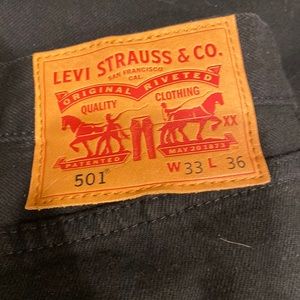 LEVI STRAUSS & CO.
SAN FRANCISCO
CAL.
ORIGINAL RIVETED
QUALITY CLOTHING
XX
PATENTED MAY 20 1873
501® W 33 L 36